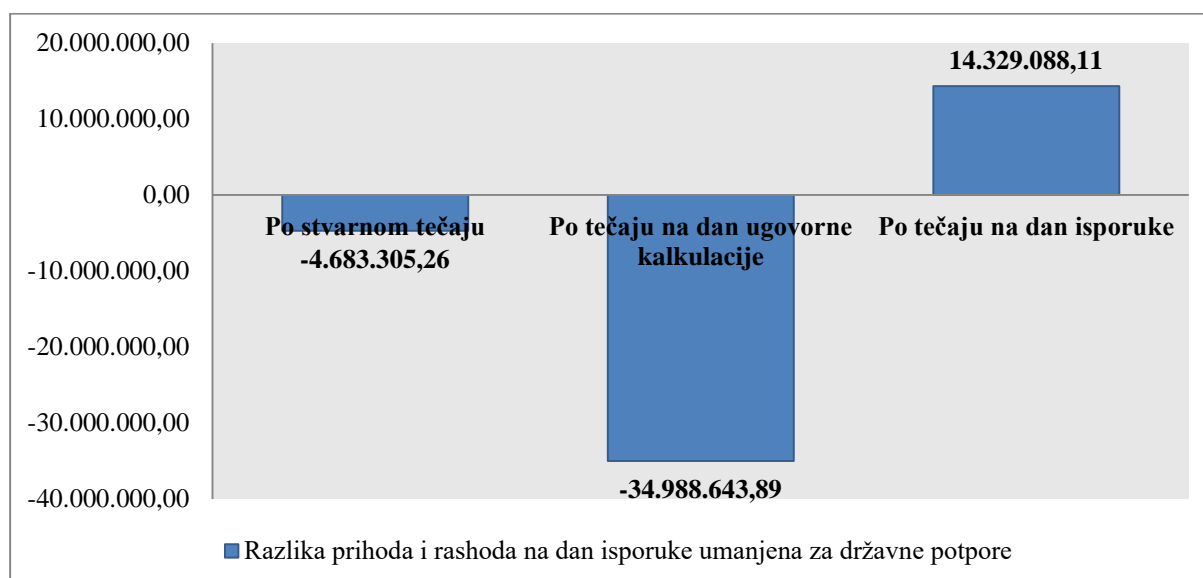 20.000.000,00
10.000.000,00
0,00
-10.000.000,00
-20.000.000,00
-30.000.000,00
-40.000.000,00
14.329.088,11
Po stvarnom tečaju
-4.683.305,26
Po tečaju na dan ugovorne
kalkulacije
-34.988.643,89
Po tečaju na dan isporuke
Razlika prihoda i rashoda na dan isporuke umanjena za državne potpore